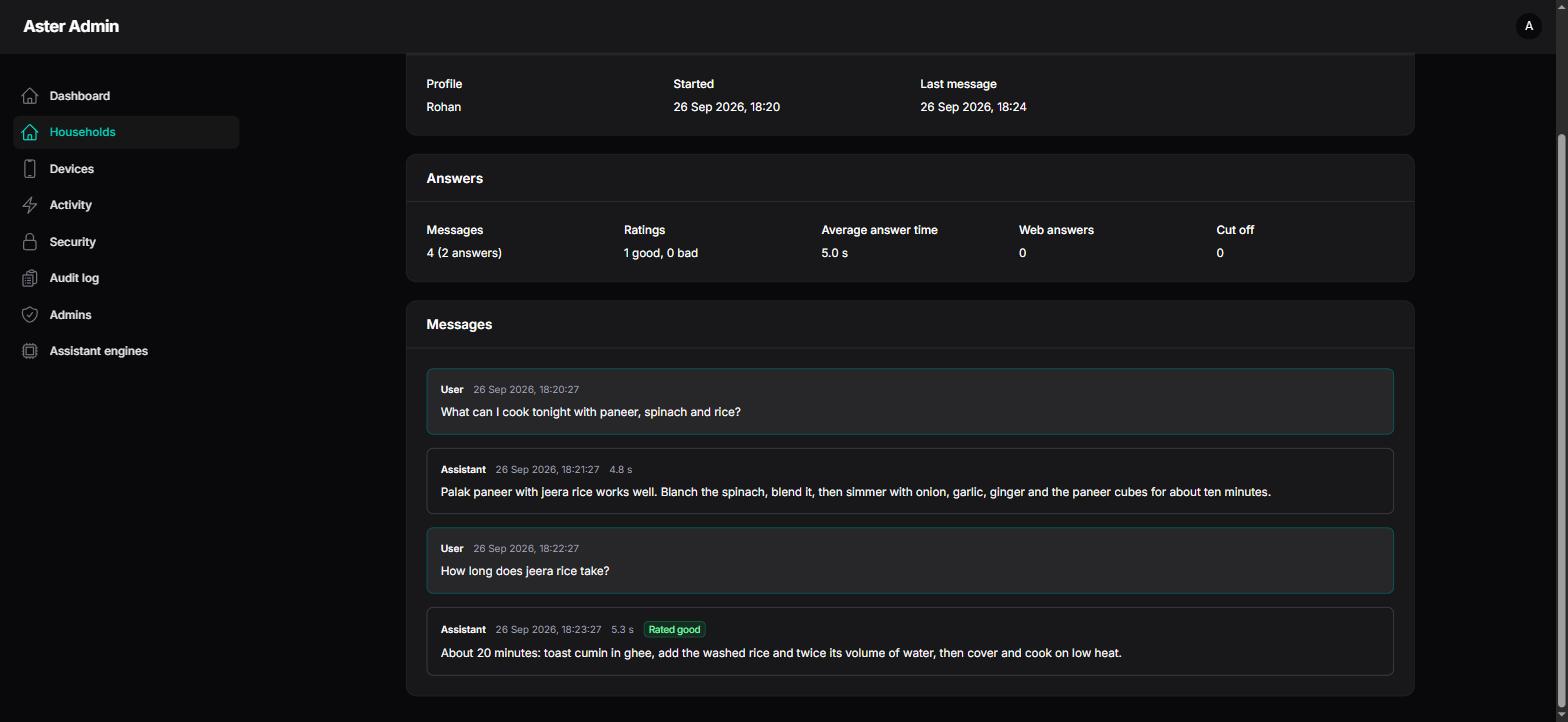 Aster Admin
A
Dashboard
Households
Devices
Activity
Security
Audit log
Admins
Assistant engines
Profile Started Last message
Rohan 26 Sep 2026, 18:20 26 Sep 2026, 18:24
Answers
Messages Ratings Average answer time Web answers Cut off
4 (2 answers) 1 good, 0 bad 5.0 s 0 0
Messages
User 26 Sep 2026, 18:20:27
What can I cook tonight with paneer, spinach and rice?
Assistant 26 Sep 2026, 18:21:27 4.8 s
Palak paneer with jeera rice works well. Blanch the spinach, blend it, then simmer with onion, garlic, ginger and the paneer cubes for about ten minutes.
User 26 Sep 2026, 18:22:27
How long does jeera rice take?
Assistant 26 Sep 2026, 18:23:27 5.3 s Rated good
About 20 minutes: toast cumin in ghee, add the washed rice and twice its volume of water, then cover and cook on low heat.